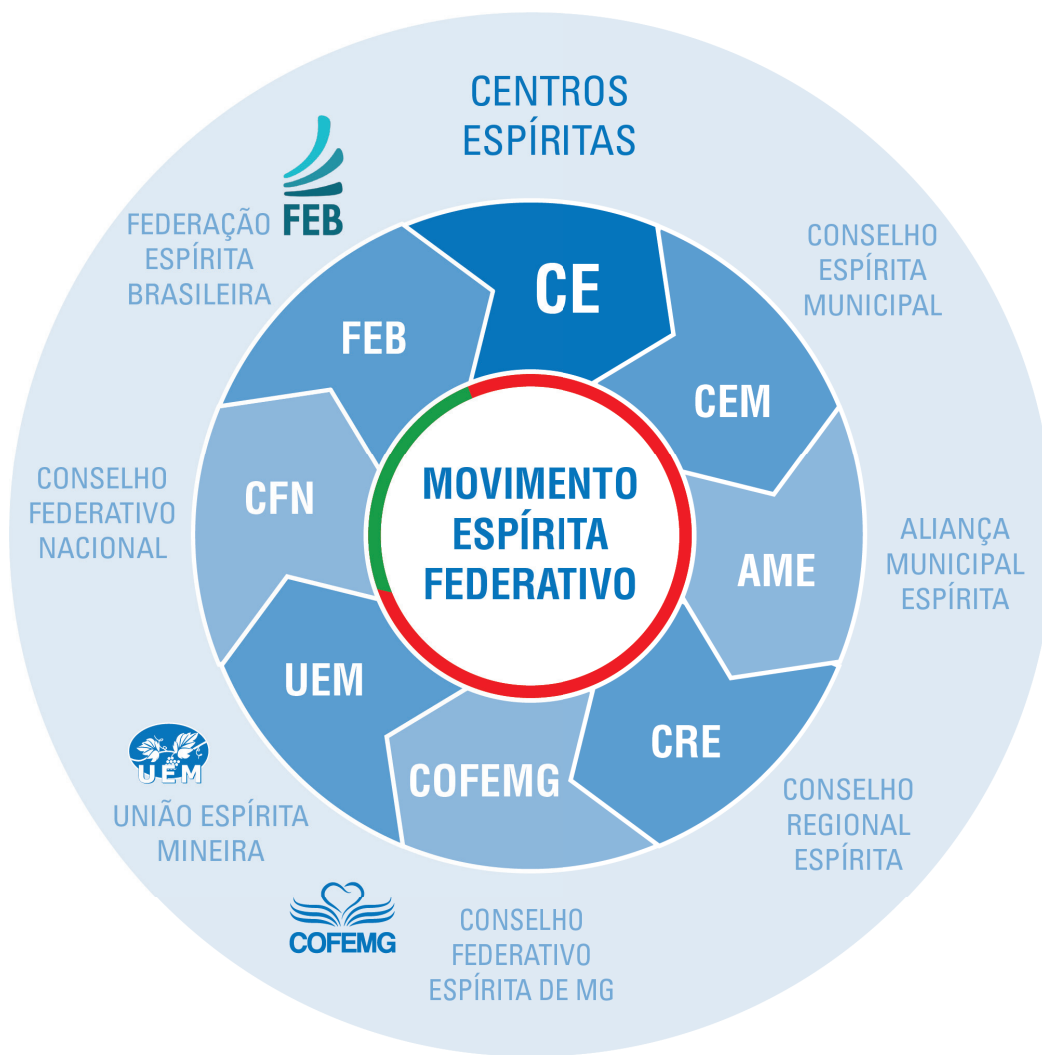 CENTROS
ESPÍRITAS
FEB
FEDERAÇÃO
ESPÍRITA
BRASILEIRA
CONSELHO
ESPÍRITA
MUNICIPAL
CE
FEB
CEM
CFN
AME
UEM
CRE
COFEMG
MOVIMENTO
ESPÍRITA
FEDERATIVO
CONSELHO
FEDERATIVO
NACIONAL
ALIANÇA
MUNICIPAL
ESPÍRITA
UEM
UNIÃO ESPÍRITA
MINEIRA
CONSELHO
REGIONAL
ESPÍRITA
COFEMG
CONSELHO
FEDERATIVO
ESPÍRITA DE MG